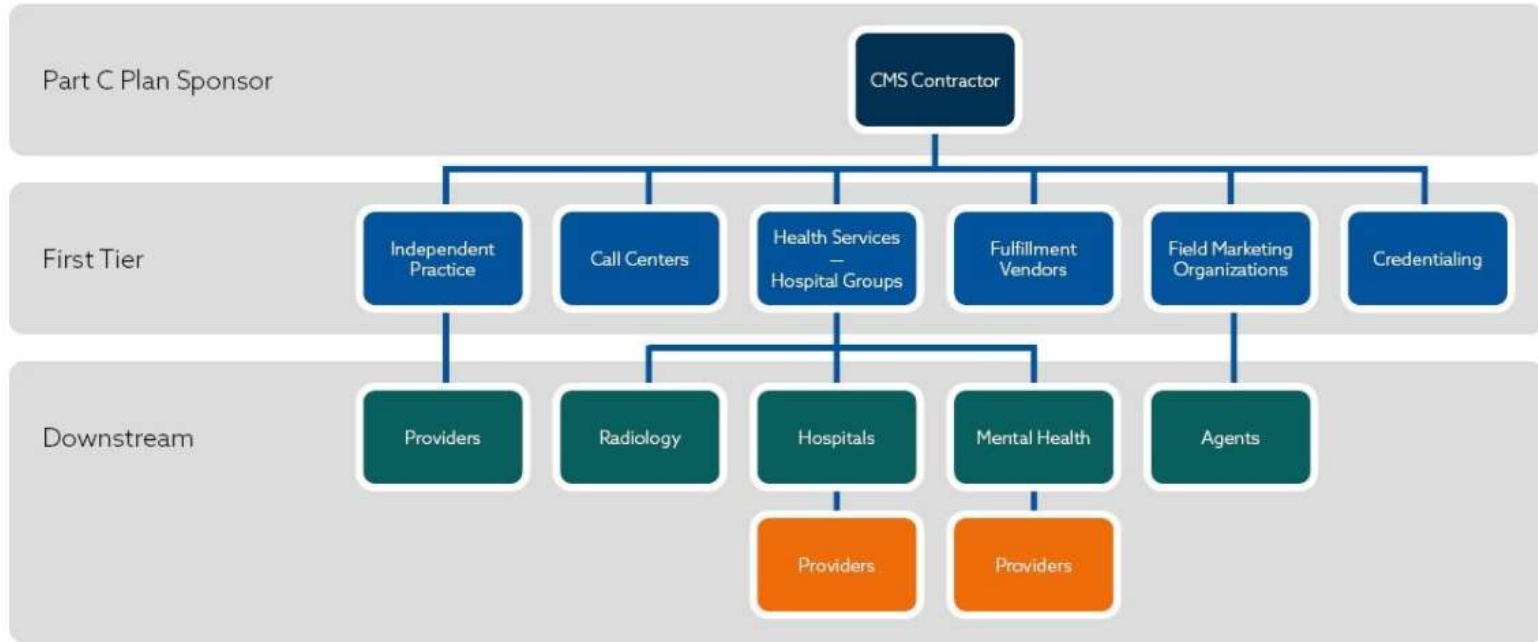 Part C Plan Sponsor
CMS Contractor
First Tier
Independent
Practice
Call Centers
Health Services
—
Hospital Groups
Fulfillment
Vendors
Field Marketing
Organizations
Credentialing
Downstream
Providers
Radiology
Hospitals
Mental Health
Agents
Providers
Providers